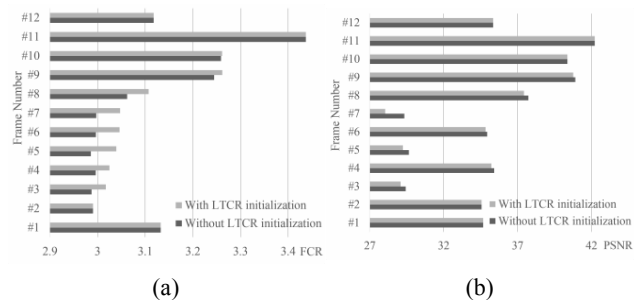 #12
#11
#10
#9
#8
#7
#6
#5
#4
#3
#2
#1
Frame Number
With LTCR initialization
Without LTCR initialization
2.9 3 3.1 3.2 3.3 3.4 FCR
(a)
#12
#11
#10
#9
#8
#7
#6
#5
#4
#3
#2
#1
Frame Number
With LTCR initialization
Without LTCR initialization
27 32 37 42 PSNR
(b)